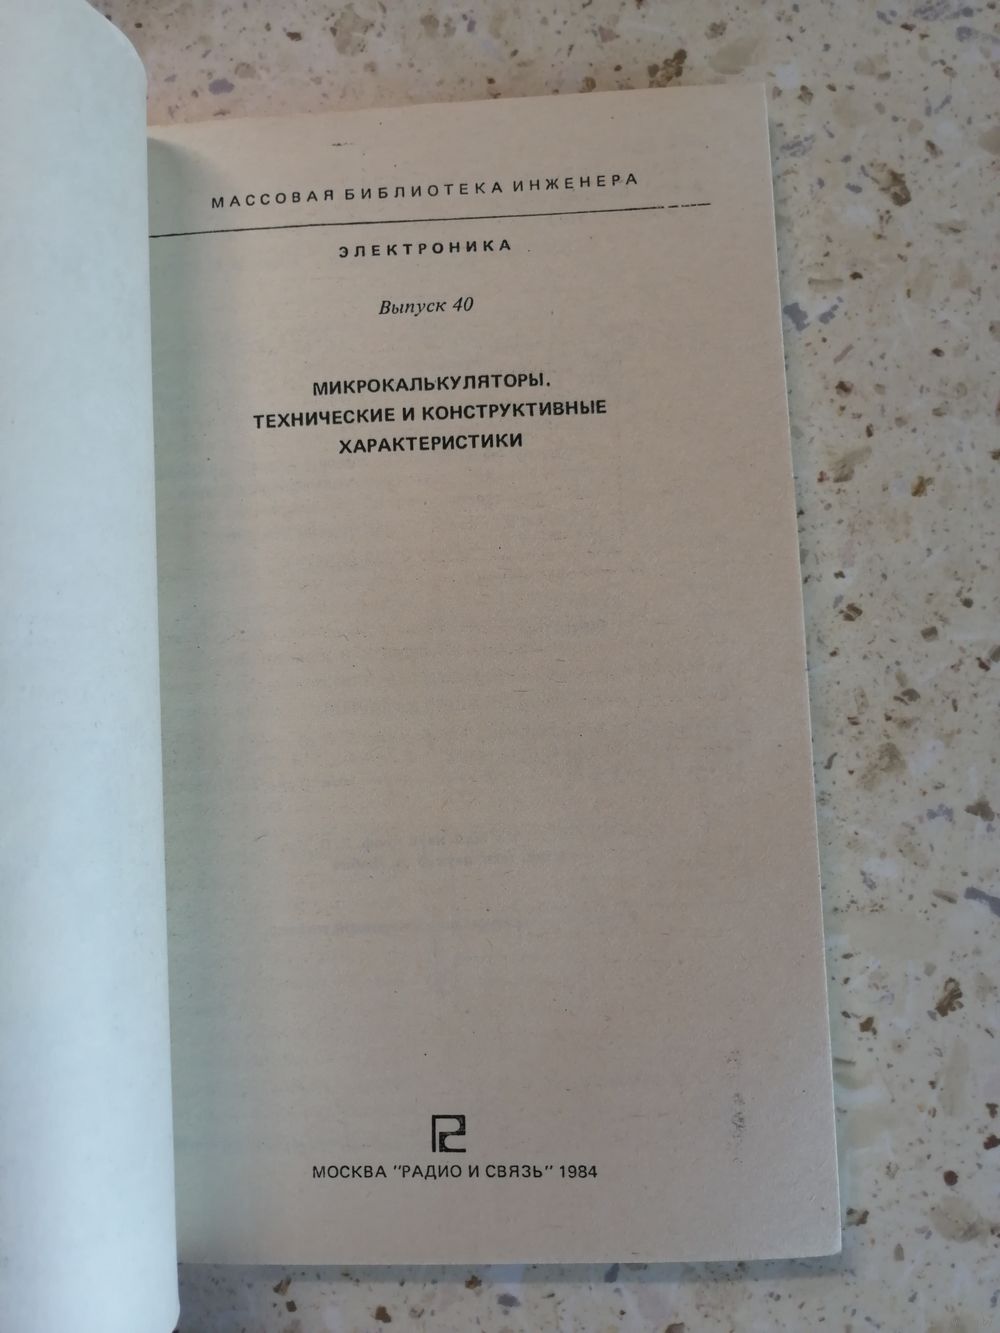 МАССОВАЯ БИБЛИОТЕКА ИНЖЕНЕРА
ЭЛЕКТРОНИКА
Выпуск 40
МИКРОКАЛЬКУЛЯТОРЫ.
ТЕХНИЧЕСКИЕ И КОНСТРУКТИВНЫЕ
ХАРАКТЕРИСТИКИ
МОСКВА "РАДИО И СВЯЗЬ" 1984